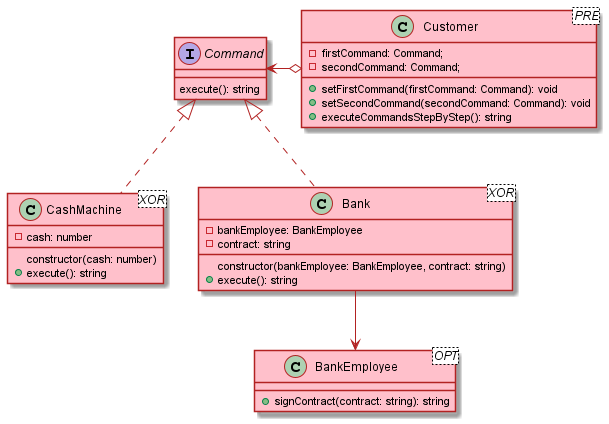 PRE
C Customer
firstCommand: Command;
secondCommand: Command;
setFirstCommand(firstCommand: Command): void
setSecondCommand(secondCommand: Command): void
executeCommandsStepByStep(): string
I Command
execute(): string
XOR
C CashMachine
cash: number
constructor(cash: number)
execute(): string
XOR
C Bank
bankEmployee: BankEmployee
contract: string
constructor(bankEmployee: BankEmployee, contract: string)
execute(): string
OPT
C BankEmployee
signContract(contract: string): string